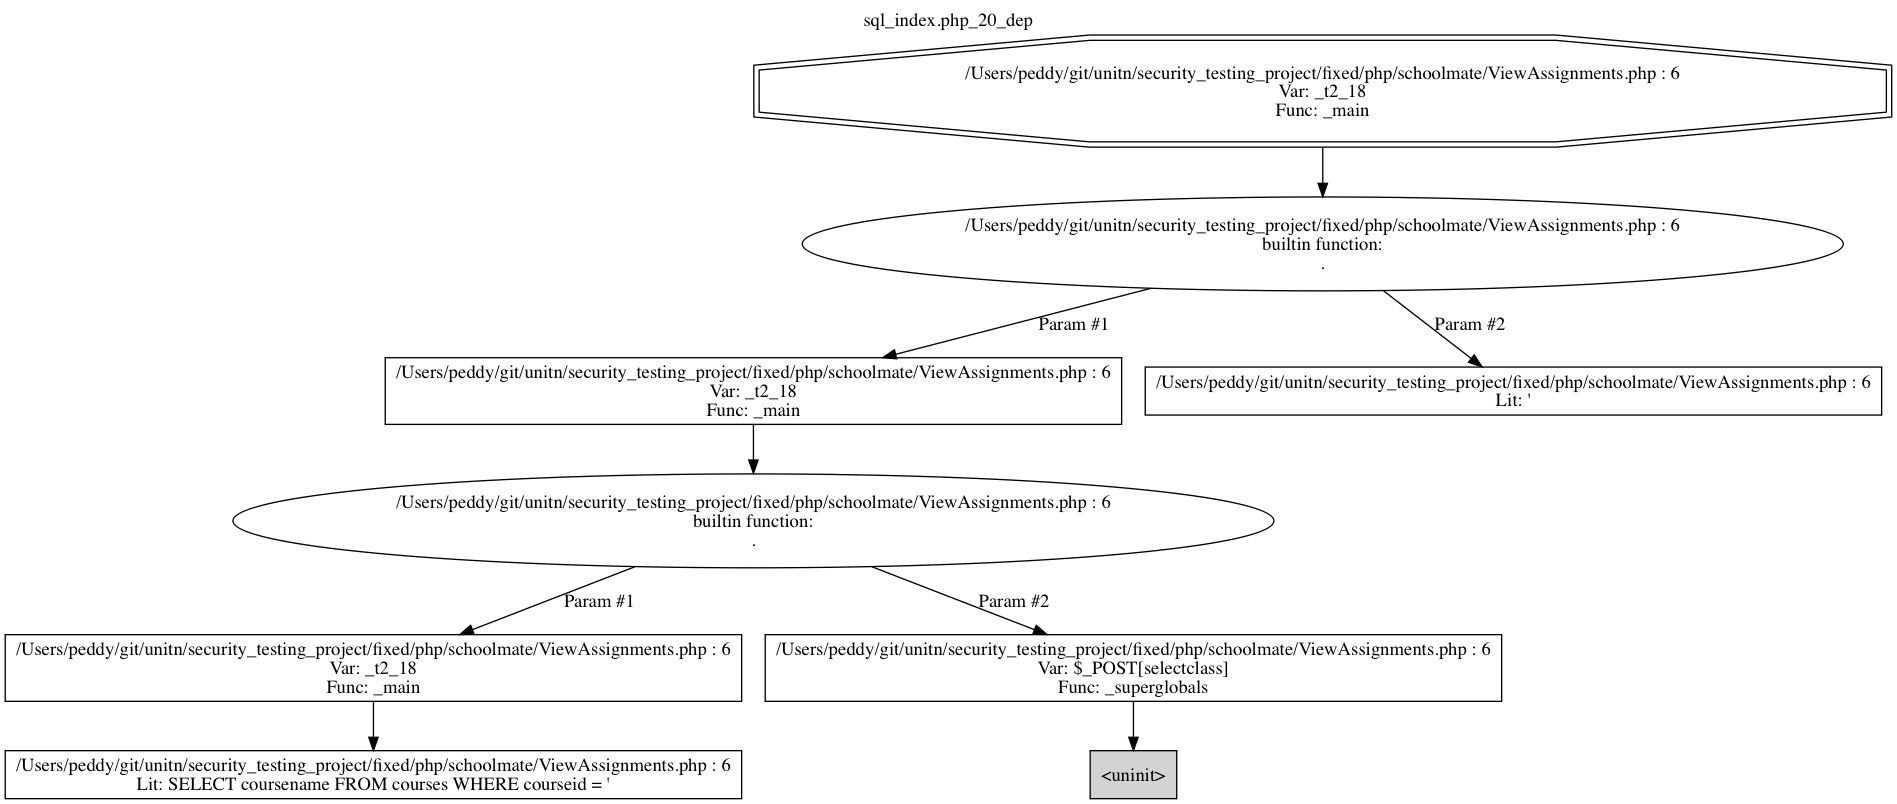 sql_index.php_20_dep
/Users/peddy/git/unitn/security_testing_project/fixed/php/schoolmate/ViewAssignments.php : 6
Var: _t2_18
Func: _main
/Users/peddy/git/unitn/security_testing_project/fixed/php/schoolmate/ViewAssignments.php : 6
builtin function:
.
Param #1
Param #2
/Users/peddy/git/unitn/security_testing_project/fixed/php/schoolmate/ViewAssignments.php : 6
Var: _t2_18
Func: _main
/Users/peddy/git/unitn/security_testing_project/fixed/php/schoolmate/ViewAssignments.php : 6
Lit: '
/Users/peddy/git/unitn/security_testing_project/fixed/php/schoolmate/ViewAssignments.php : 6
builtin function:
.
Param #1
Param #2
/Users/peddy/git/unitn/security_testing_project/fixed/php/schoolmate/ViewAssignments.php : 6
Var: _t2_18
Func: _main
/Users/peddy/git/unitn/security_testing_project/fixed/php/schoolmate/ViewAssignments.php : 6
Var: $_POST[selectclass]
Func: _superglobals
/Users/peddy/git/unitn/security_testing_project/fixed/php/schoolmate/ViewAssignments.php : 6
Lit: SELECT coursename FROM courses WHERE courseid = '
<uninit>